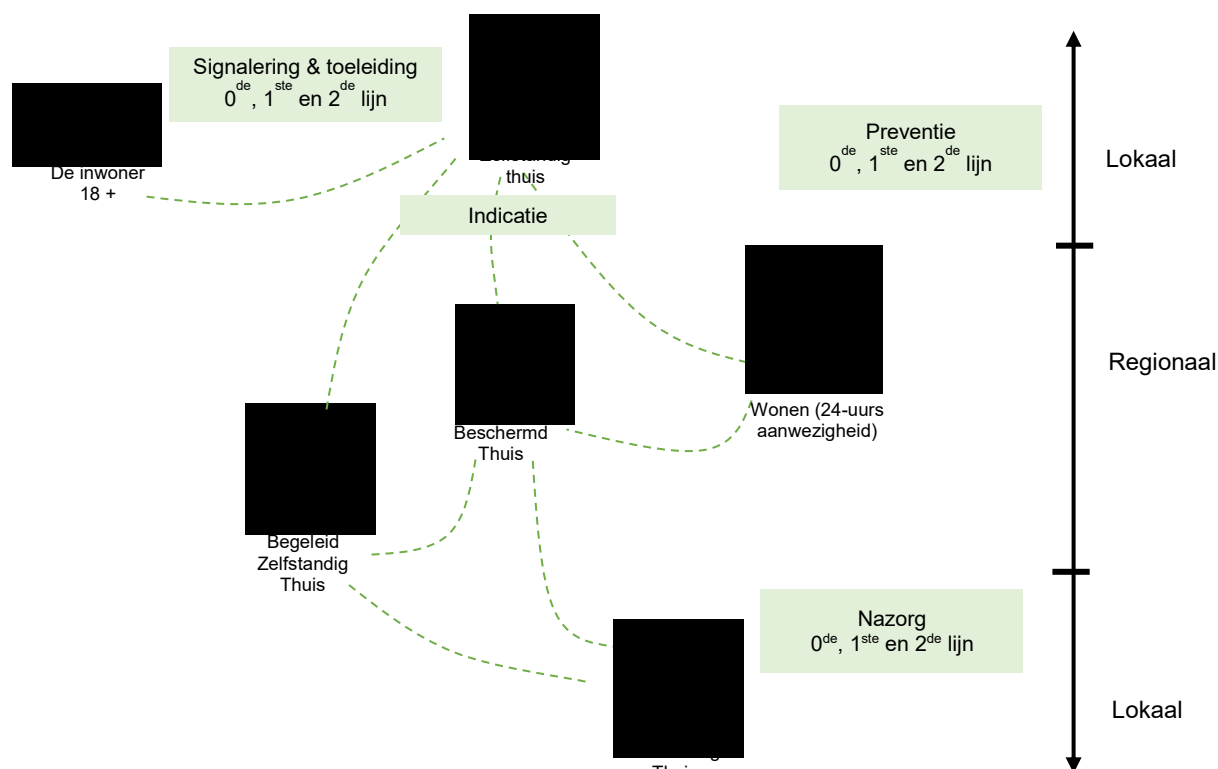 Signalering & toeleiding
0de, 1ste en 2de lijn
De inwoner
18 +
Zelfstandig
thuis
Preventie
0de, 1ste en 2de lijn
Lokaal
Indicatie
Regionaal
Wonen (24-uurs
aanwezigheid)
Beschermd
Thuis
Begeleid
Zelfstandig
Thuis
Nazorg
0de, 1ste en 2de lijn
Lokaal